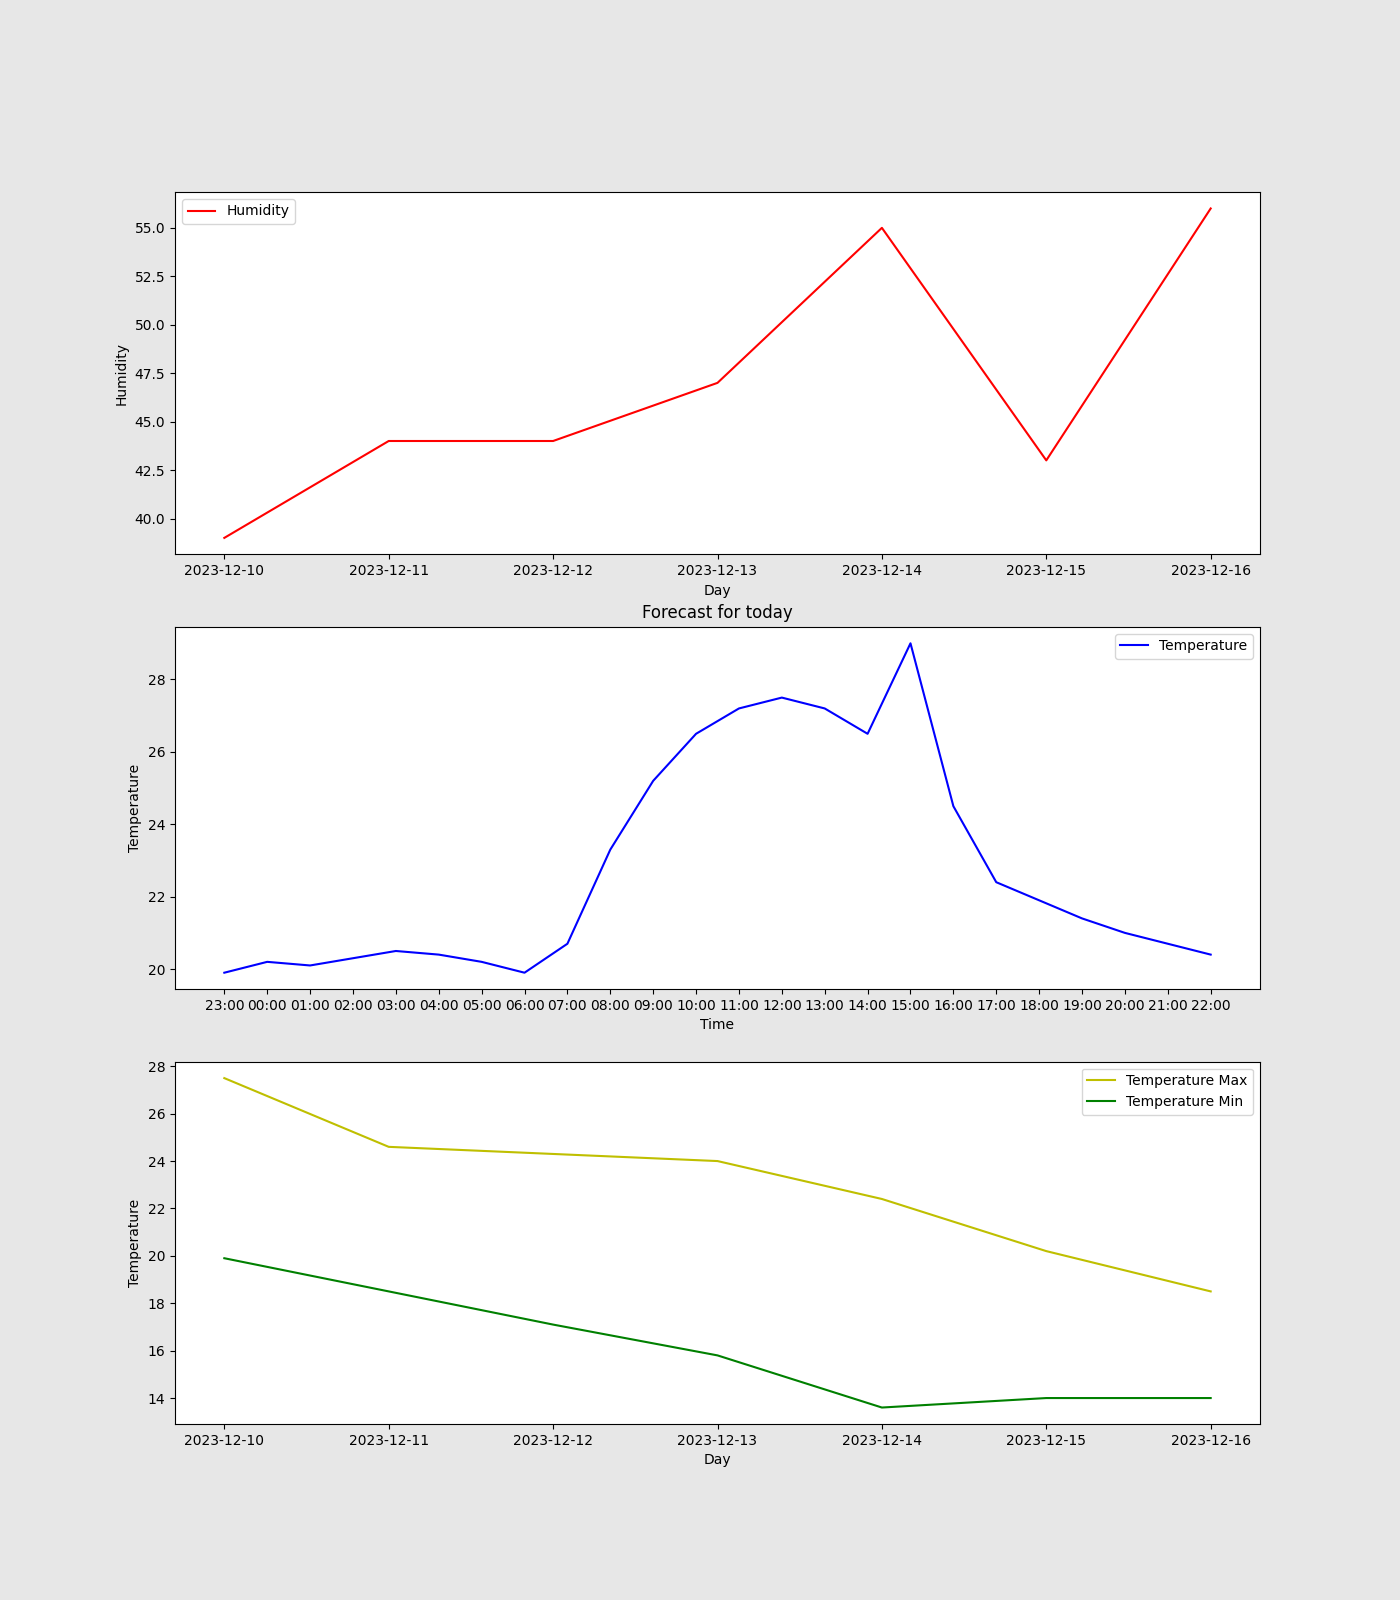 Humidity
55.0
52.5
50.0
47.5
45.0
42.5
40.0
Humidity
2023-12-10 2023-12-11 2023-12-12 2023-12-13 2023-12-14 2023-12-15 2023-12-16
Day
Forecast for today
Temperature
28
26
24
22
20
Temperature
23:00 00:00 01:00 02:00 03:00 04:00 05:00 06:00 07:00 08:00 09:00 10:00 11:00 12:00 13:00 14:00 15:00 16:00 17:00 18:00 19:00 20:00 21:00 22:00
Time
Temperature Max
Temperature Min
28
26
24
22
20
18
16
14
Temperature
2023-12-10 2023-12-11 2023-12-12 2023-12-13 2023-12-14 2023-12-15 2023-12-16
Day